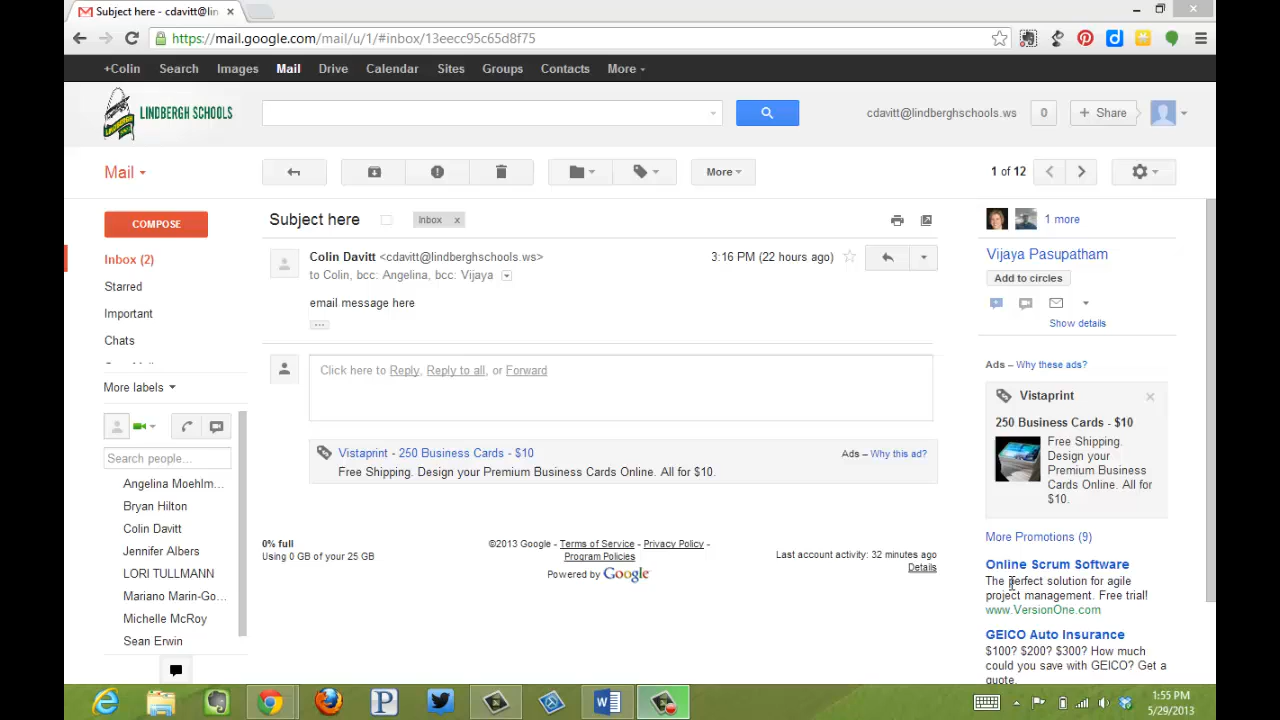 Subject here - cdavitt@lin
https://mail.google.com/mail/u/1/#inbox/13eecc95c65d8f75
+Colin Search Images Mail Drive Calendar Sites Groups Contacts More
LINDBERGH SCHOOLS
cdavitt@lindberghschools.ws 0 + Share
Mail
More
1 of 12
COMPOSE
Inbox (2)
Starred
Important
Chats
More labels
Search people...
Angelina Moehlm...
Bryan Hilton
Colin Davitt
Jennifer Albers
LORI TULLMANN
Mariano Marin-Go...
Michelle McRoy
Sean Erwin
Subject here Inbox x
Colin Davitt <cdavitt@lindberghschools.ws> 3:16 PM (22 hours ago)
to Colin, bcc: Angelina, bcc: Vijaya
email message here
...
Click here to Reply, Reply to all, or Forward
Vistaprint - 250 Business Cards - $10 Ads – Why this ad?
Free Shipping. Design your Premium Business Cards Online. All for $10.
0% full
Using 0 GB of your 25 GB
©2013 Google - Terms of Service - Privacy Policy -
Program Policies
Powered by Google
Last account activity: 32 minutes ago
Details
1 more
Vijaya Pasupatham
Add to circles
Show details
Ads – Why these ads?
Vistaprint
250 Business Cards - $10
Free Shipping.
Design your
Premium Business
Cards Online. All for
$10.
More Promotions (9)
Online Scrum Software
The perfect solution for agile
project management. Free trial!
www.VersionOne.com
GEICO Auto Insurance
$100? $200? $300? How much
could you save with GEICO? Get a
quote.
1:55 PM
5/29/2013